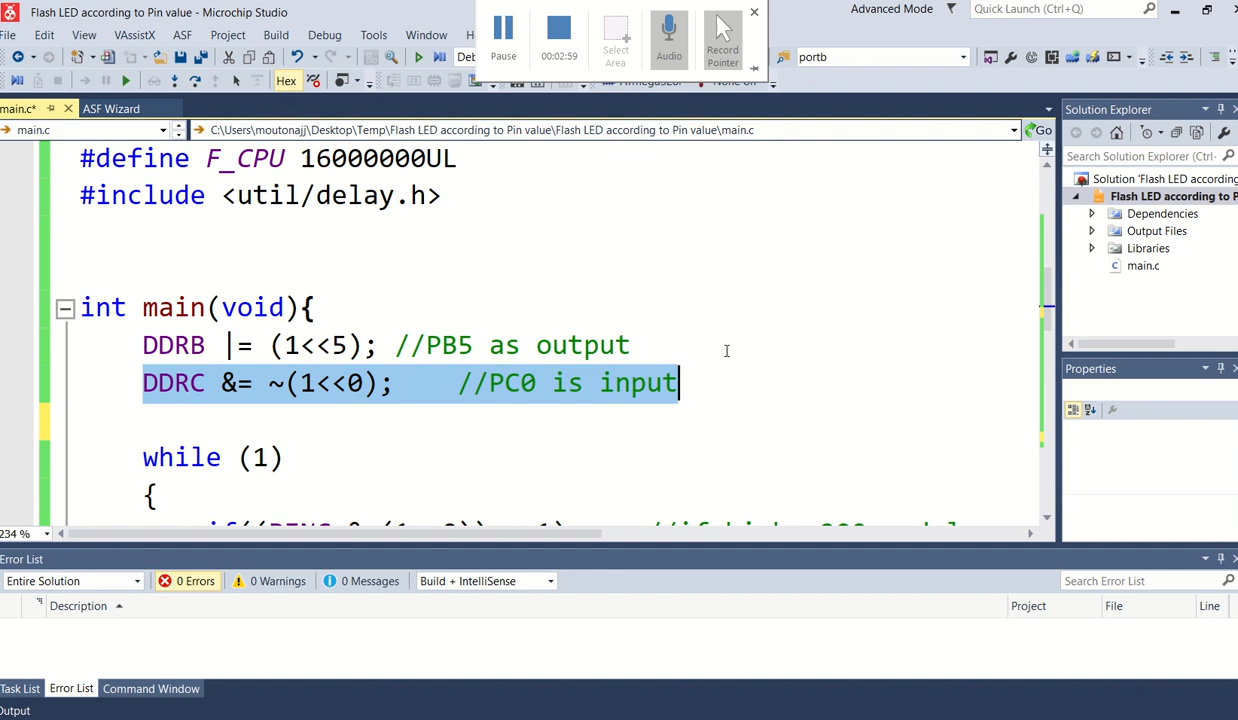 Flash LED according to Pin value - Microchip Studio
Advanced Mode
Quick Launch (Ctrl+Q)
File Edit View VAssistX ASF Project Build Debug Tools Window
Pause
00:02:59
Select Area
Audio
Record Pointer
portb
Hex
main.c*
ASF Wizard
main.c
C:\Users\moutonajj\Desktop\Temp\Flash LED according to Pin value\Flash LED according to Pin value\main.c
Go
#define F_CPU 16000000UL
#include <util/delay.h>
int main(void){
DDRB |= (1<<5); //PB5 as output
DDRC &= ~(1<<0); //PC0 is input
while (1)
{
Solution Explorer
Search Solution Explorer (Ctrl-
Solution 'Flash LED according
Flash LED according to P
Dependencies
Output Files
Libraries
main.c
Properties
234 %
Error List
Entire Solution
0 Errors
0 Warnings
0 Messages
Build + IntelliSense
Search Error List
Description
Project
File
Line
Task List
Error List
Command Window
Output